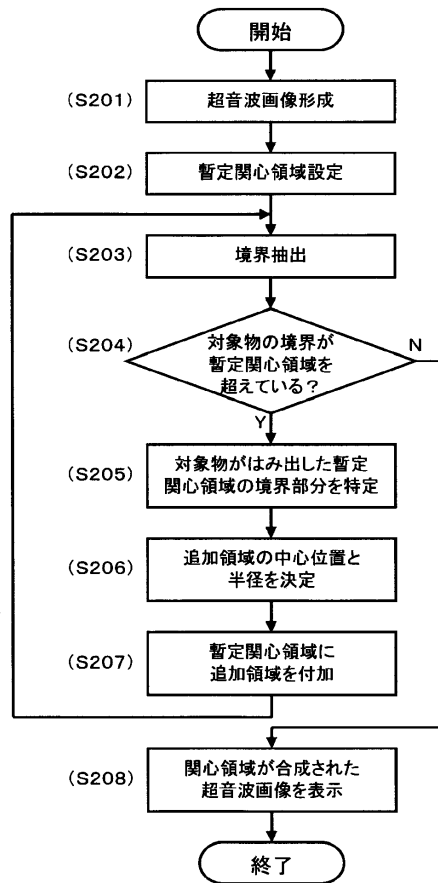 開始
(S201)
超音波画像形成
(S202)
暫定関心領域設定
(S203)
境界抽出
(S204)
対象物の境界が
暫定関心領域を
超えている？
N
Y
(S205)
対象物がはみ出した暫定
関心領域の境界部分を特定
(S206)
追加領域の中心位置と
半径を決定
(S207)
暫定関心領域に
追加領域を付加
(S208)
関心領域が合成された
超音波画像を表示
終了